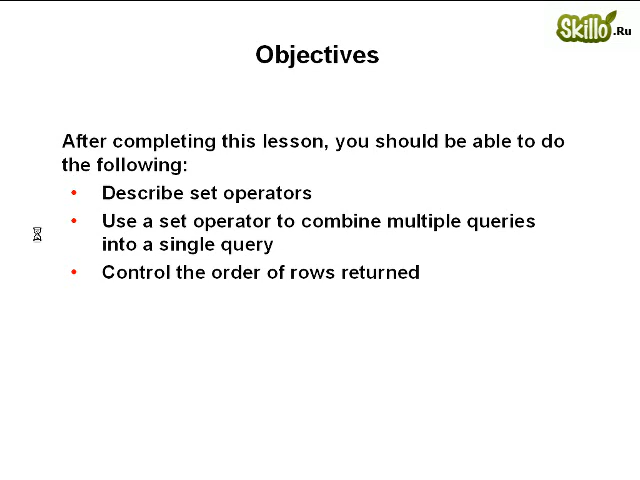 Skillo.Ru
Objectives
After completing this lesson, you should be able to do
the following:
• Describe set operators
• Use a set operator to combine multiple queries
into a single query
• Control the order of rows returned